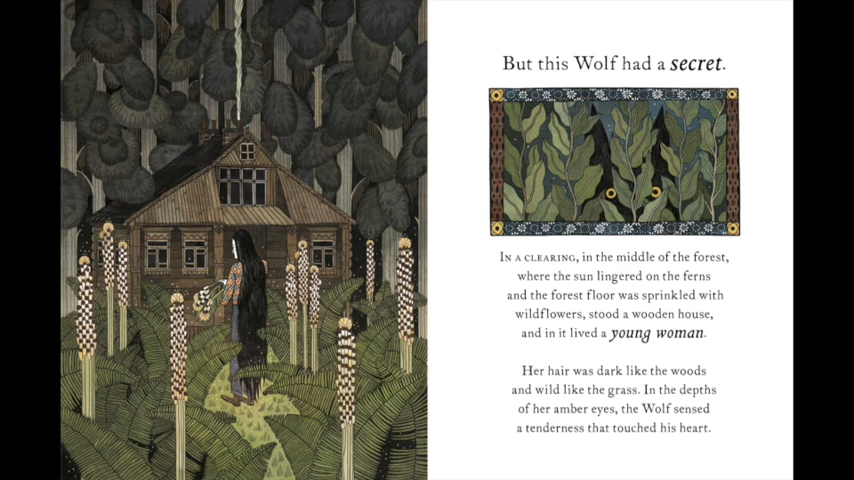 But this Wolf had a secret.
In a clearing, in the middle of the forest,
where the sun lingered on the ferns
and the forest floor was sprinkled with
wildflowers, stood a wooden house,
and in it lived a young woman.
Her hair was dark like the woods
and wild like the grass. In the depths
of her amber eyes, the Wolf sensed
a tenderness that touched his heart.